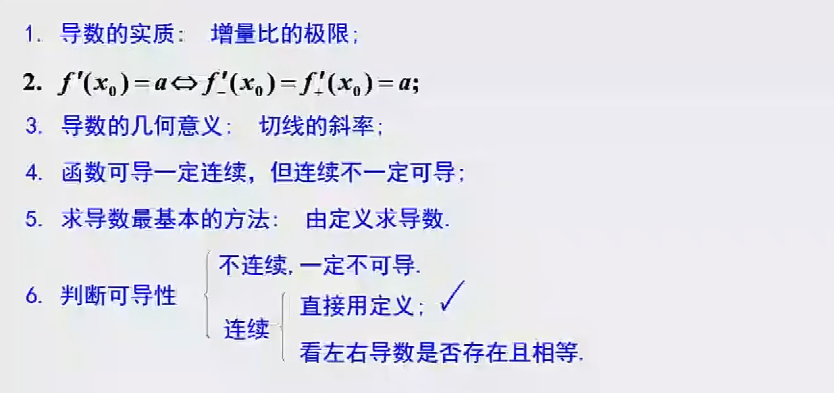 1. 导数的实质： 增量比的极限；
2. f′(x₀)=a⇔f′₋(x₀)=f′₊(x₀)=a;
3. 导数的几何意义： 切线的斜率；
4. 函数可导一定连续，但连续不一定可导；
5. 求导数最基本的方法： 由定义求导数.
6. 判断可导性
不连续, 一定不可导.
连续
直接用定义； ✓
看左右导数是否存在且相等.